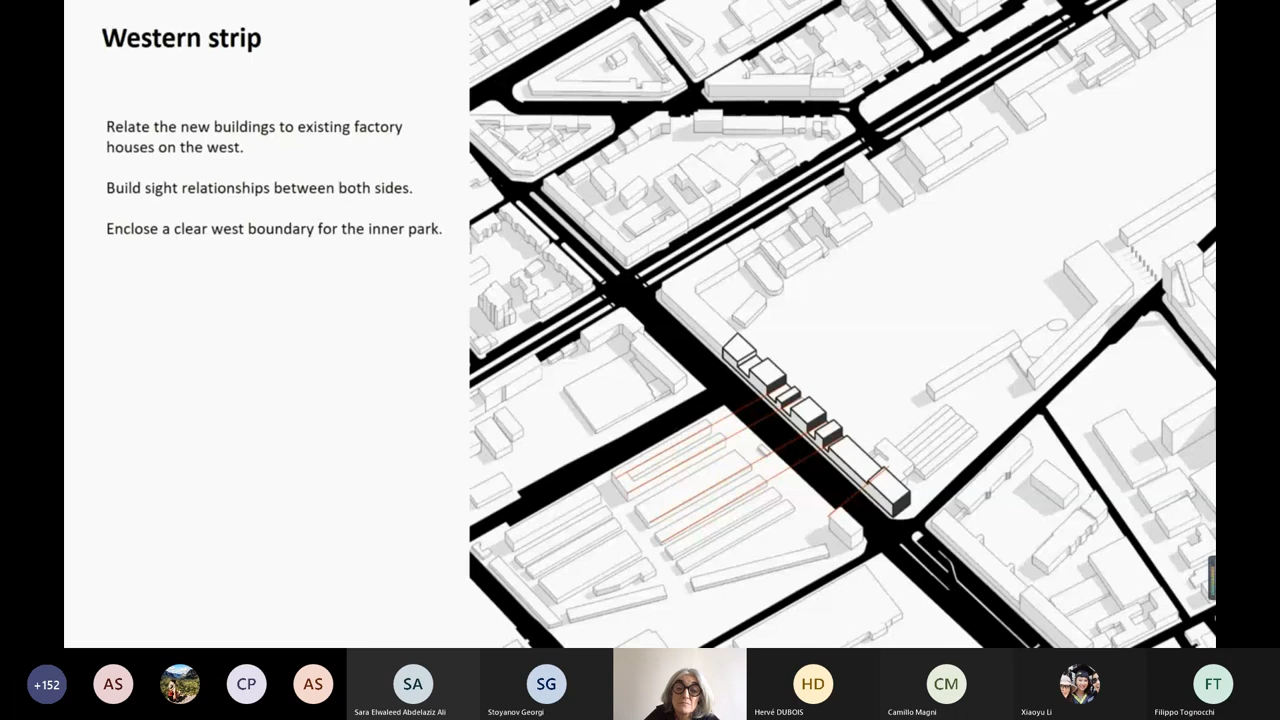 Western strip
Relate the new buildings to existing factory
houses on the west.
Build sight relationships between both sides.
Enclose a clear west boundary for the inner park.
+152
AS
CP
AS
SA
SG
HD
CM
FT
Sara Elwaleed Abdelaziz Ali
Stoyanov Georgi
Hervé DUBOIS
Camillo Magni
Xiaoyu Li
Filippo Tognocchi